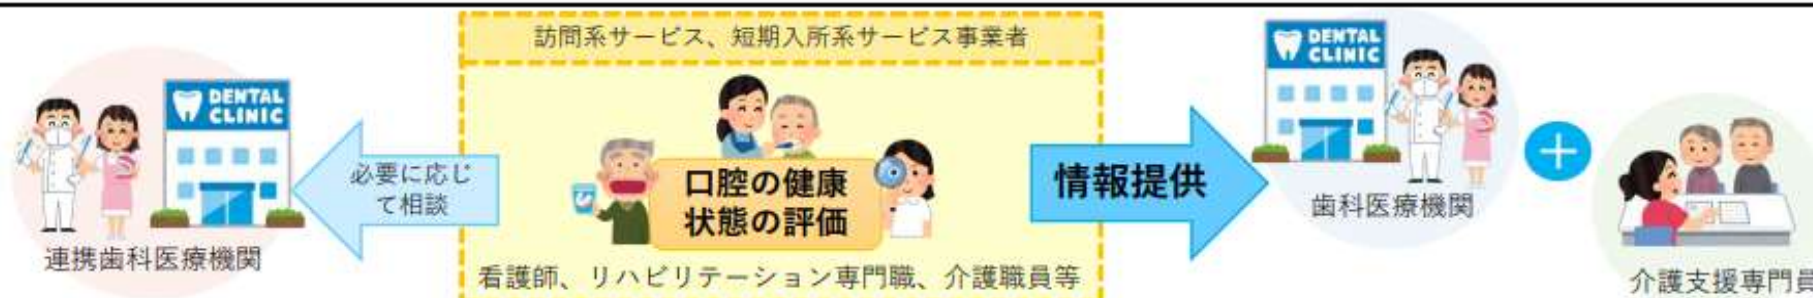 訪問系サービス、短期入所系サービス事業者
DENTAL
CLINIC
必要に応じ
て相談
連携歯科医療機関
口腔の健康
状態の評価
看護師、リハビリテーション専門職、介護職員等
情報提供
DENTAL
CLINIC
歯科医療機関
+
介護支援専門員